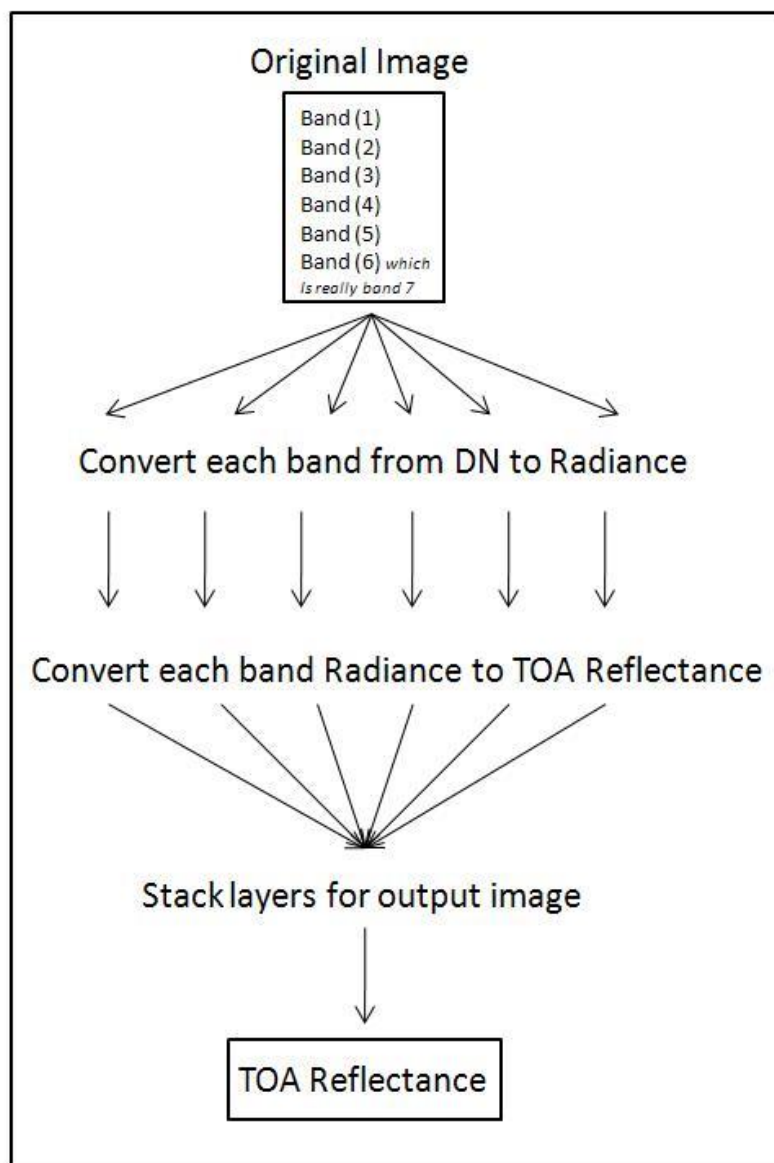 Original Image
Band (1)
Band (2)
Band (3)
Band (4)
Band (5)
Band (6) which
Is really band 7
Convert each band from DN to Radiance
Convert each band Radiance to TOA Reflectance
Stack layers for output image
TOA Reflectance